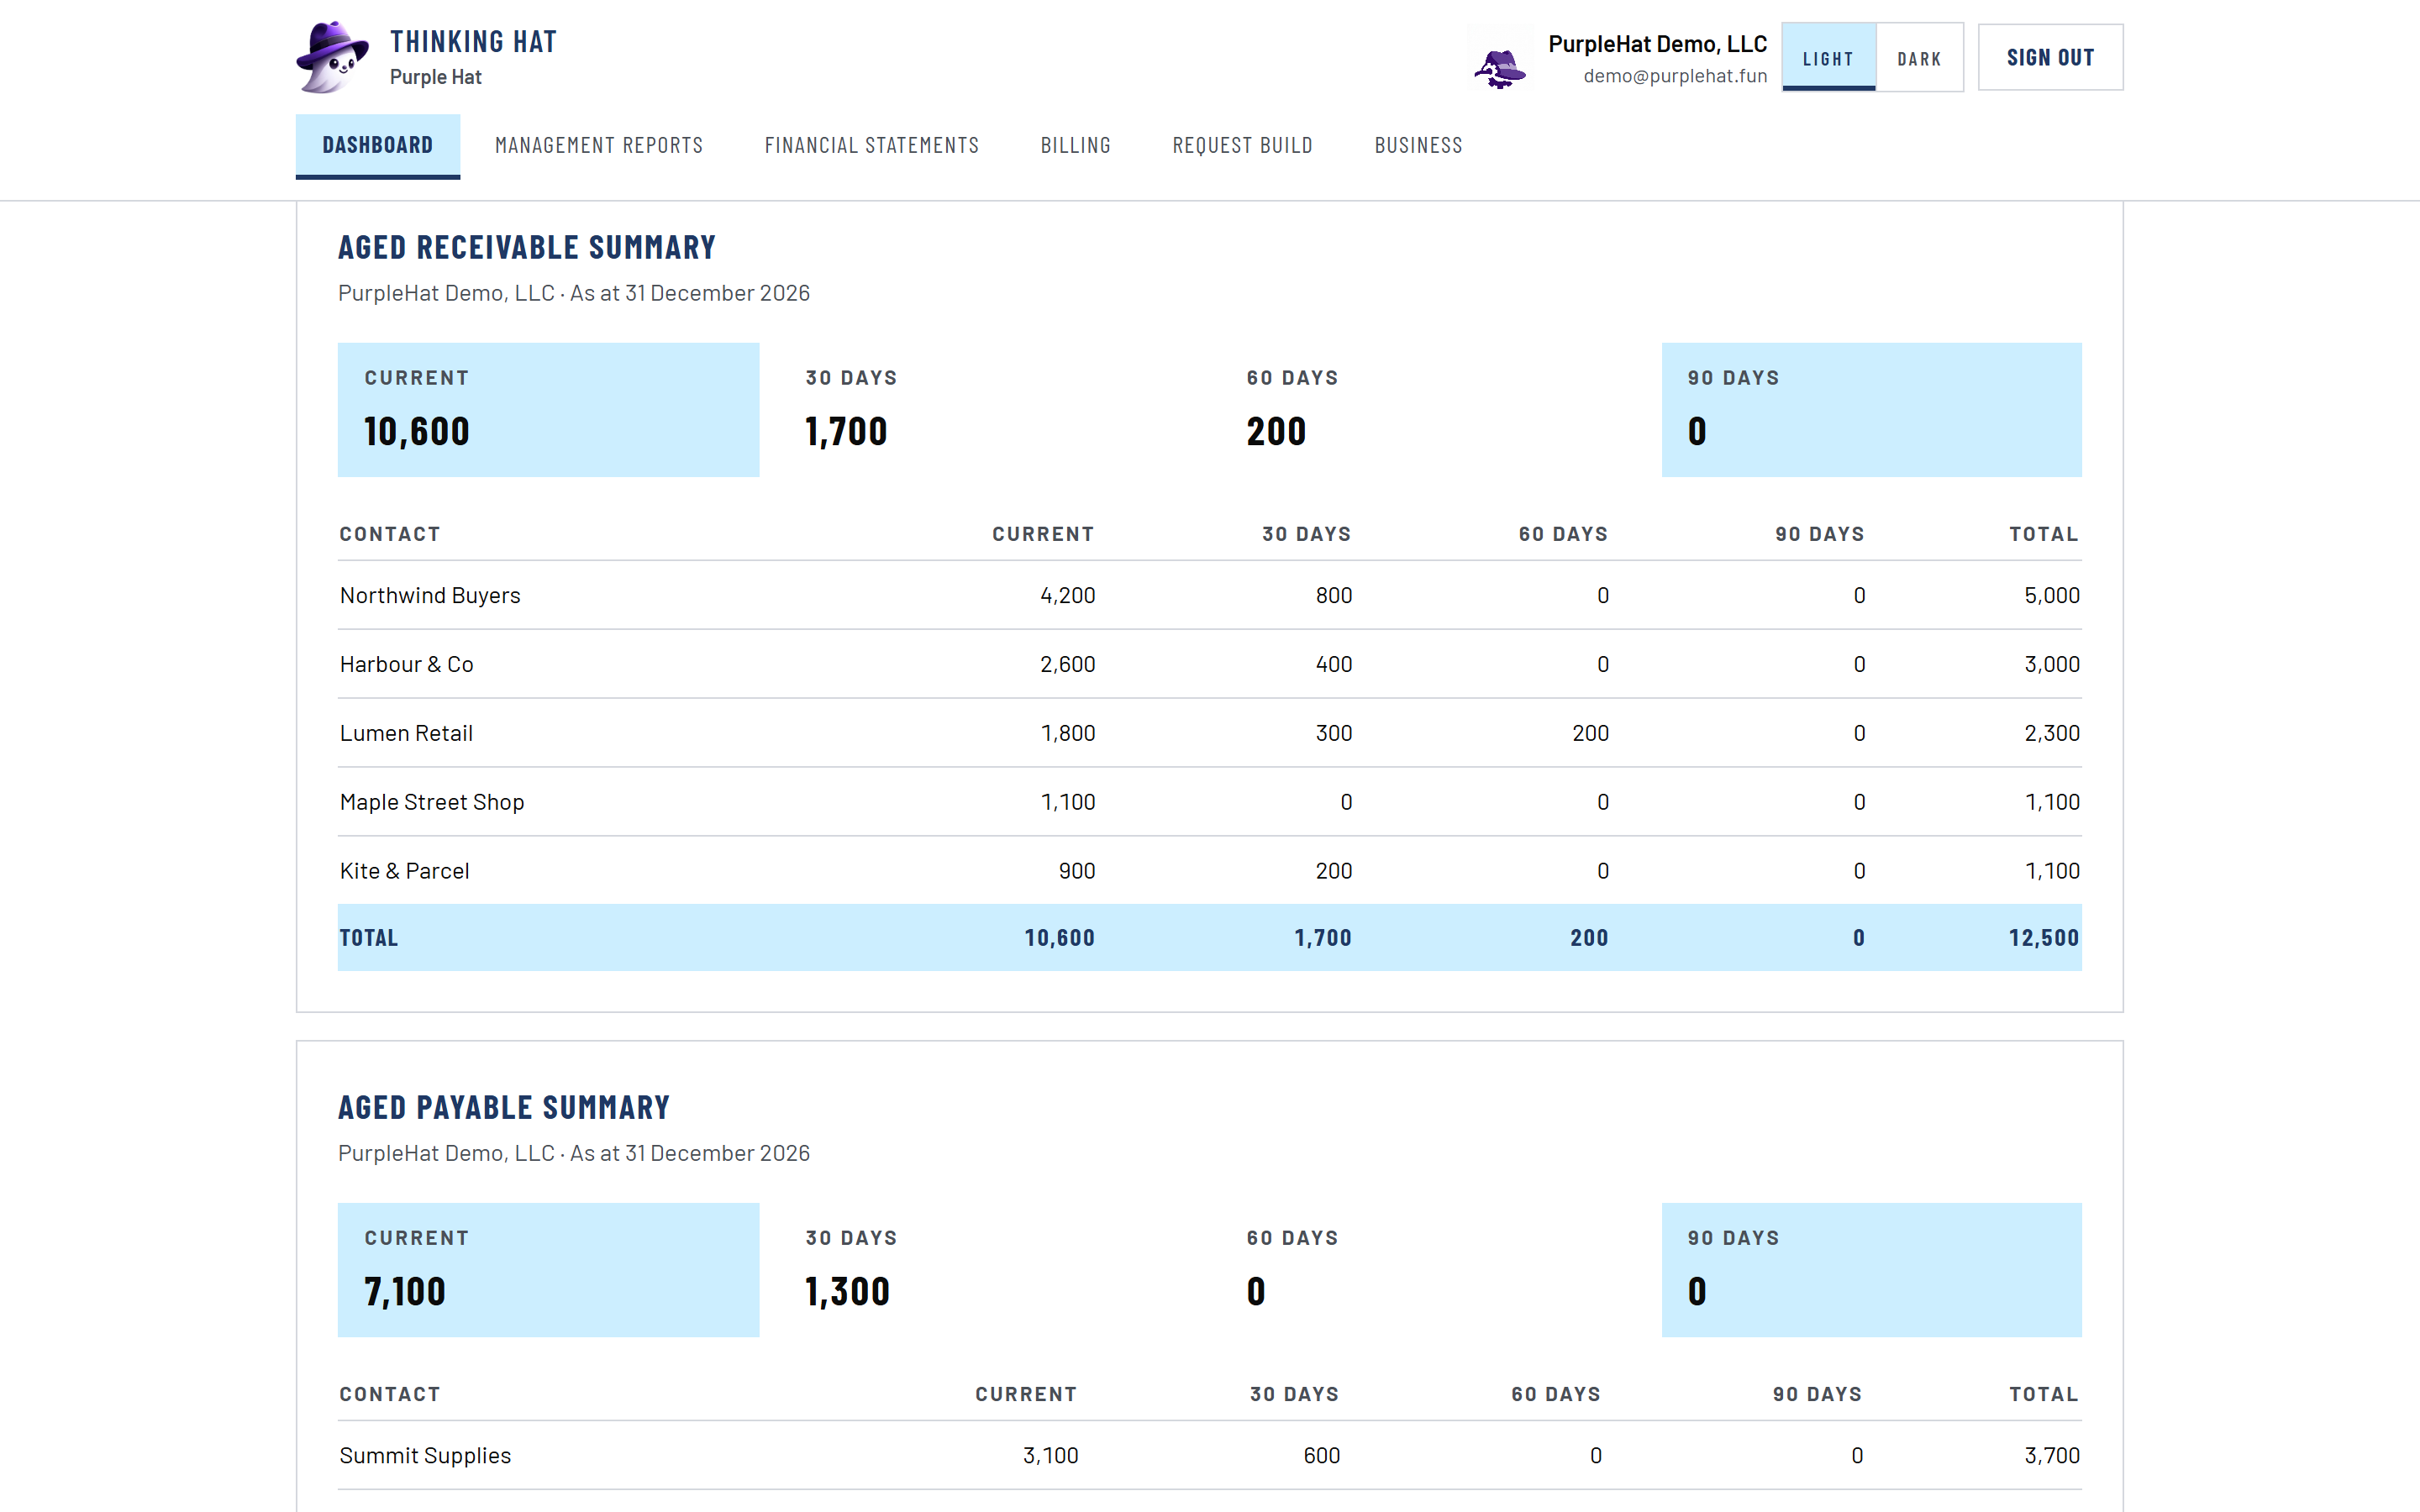 THINKING HAT
Purple Hat
PurpleHat Demo, LLC
demo@purplehat.fun
LIGHT DARK SIGN OUT
DASHBOARD MANAGEMENT REPORTS FINANCIAL STATEMENTS BILLING REQUEST BUILD BUSINESS
AGED RECEIVABLE SUMMARY
PurpleHat Demo, LLC · As at 31 December 2026
CURRENT 30 DAYS 60 DAYS 90 DAYS
10,600 1,700 200 0
CONTACT CURRENT 30 DAYS 60 DAYS 90 DAYS TOTAL
Northwind Buyers 4,200 800 0 0 5,000
Harbour & Co 2,600 400 0 0 3,000
Lumen Retail 1,800 300 200 0 2,300
Maple Street Shop 1,100 0 0 0 1,100
Kite & Parcel 900 200 0 0 1,100
TOTAL 10,600 1,700 200 0 12,500
AGED PAYABLE SUMMARY
PurpleHat Demo, LLC · As at 31 December 2026
CURRENT 30 DAYS 60 DAYS 90 DAYS
7,100 1,300 0 0
CONTACT CURRENT 30 DAYS 60 DAYS 90 DAYS TOTAL
Summit Supplies 3,100 600 0 0 3,700